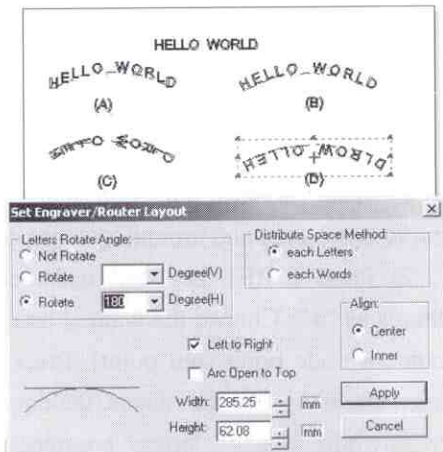 HELLO WORLD
HELLO_WORLD
HELLO_WORLD
(A)
(B)
(C)
(D)
Set Engraver/Router Layout
Letters Rotate Angle:
Not Rotate
Rotate Degree(V)
Rotate 180 Degree(H)
Distribute Space Method:
each Letters
each Words
Align:
Center
Inner
Left to Right
Arc Open to Top
Width: 285.25 mm
Height: 62.08 mm
Apply
Cancel